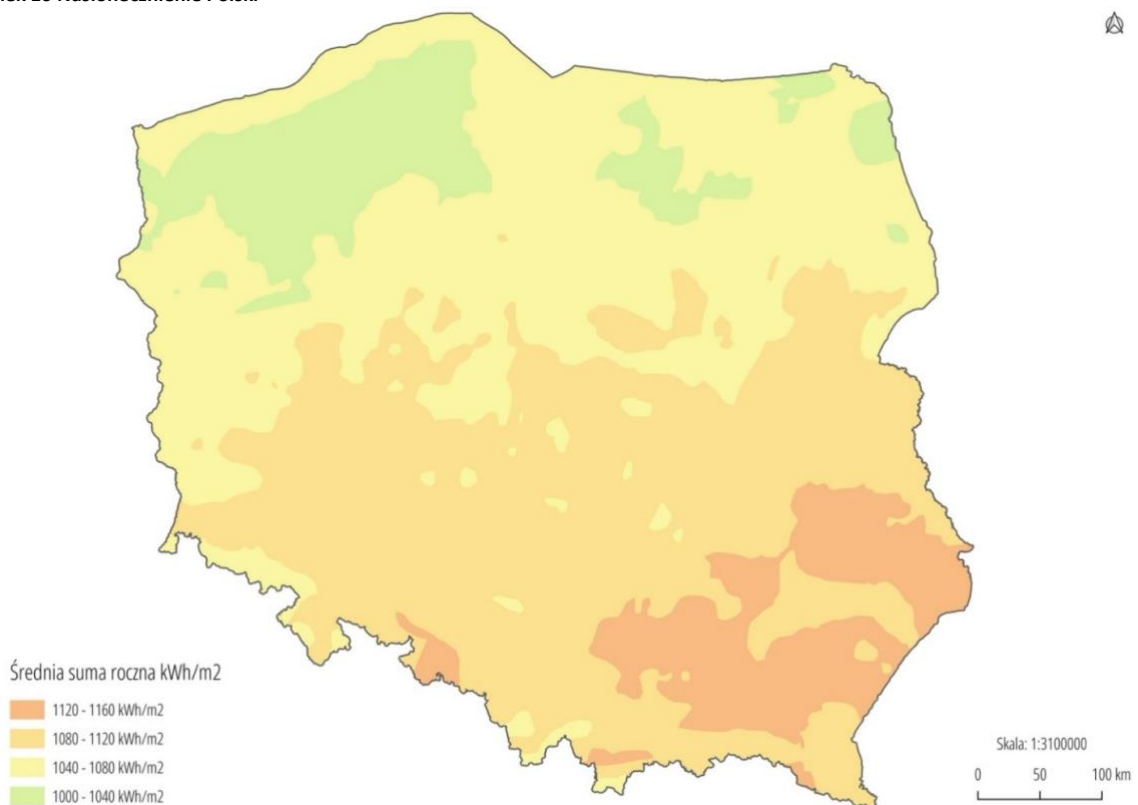 Średnia suma roczna kWh/m2
1120 - 1160 kWh/m2
1080 - 1120 kWh/m2
1040 - 1080 kWh/m2
1000 - 1040 kWh/m2
Skala: 1:3100000
0 50 100 km